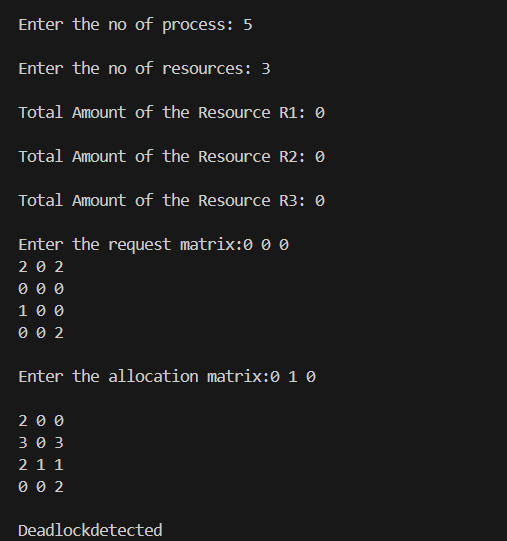 Enter the no of process: 5
Enter the no of resources: 3
Total Amount of the Resource R1: 0
Total Amount of the Resource R2: 0
Total Amount of the Resource R3: 0
Enter the request matrix:0 0 0
2 0 2
0 0 0
1 0 0
0 0 2
Enter the allocation matrix:0 1 0
2 0 0
3 0 3
2 1 1
0 0 2
Deadlockdetected